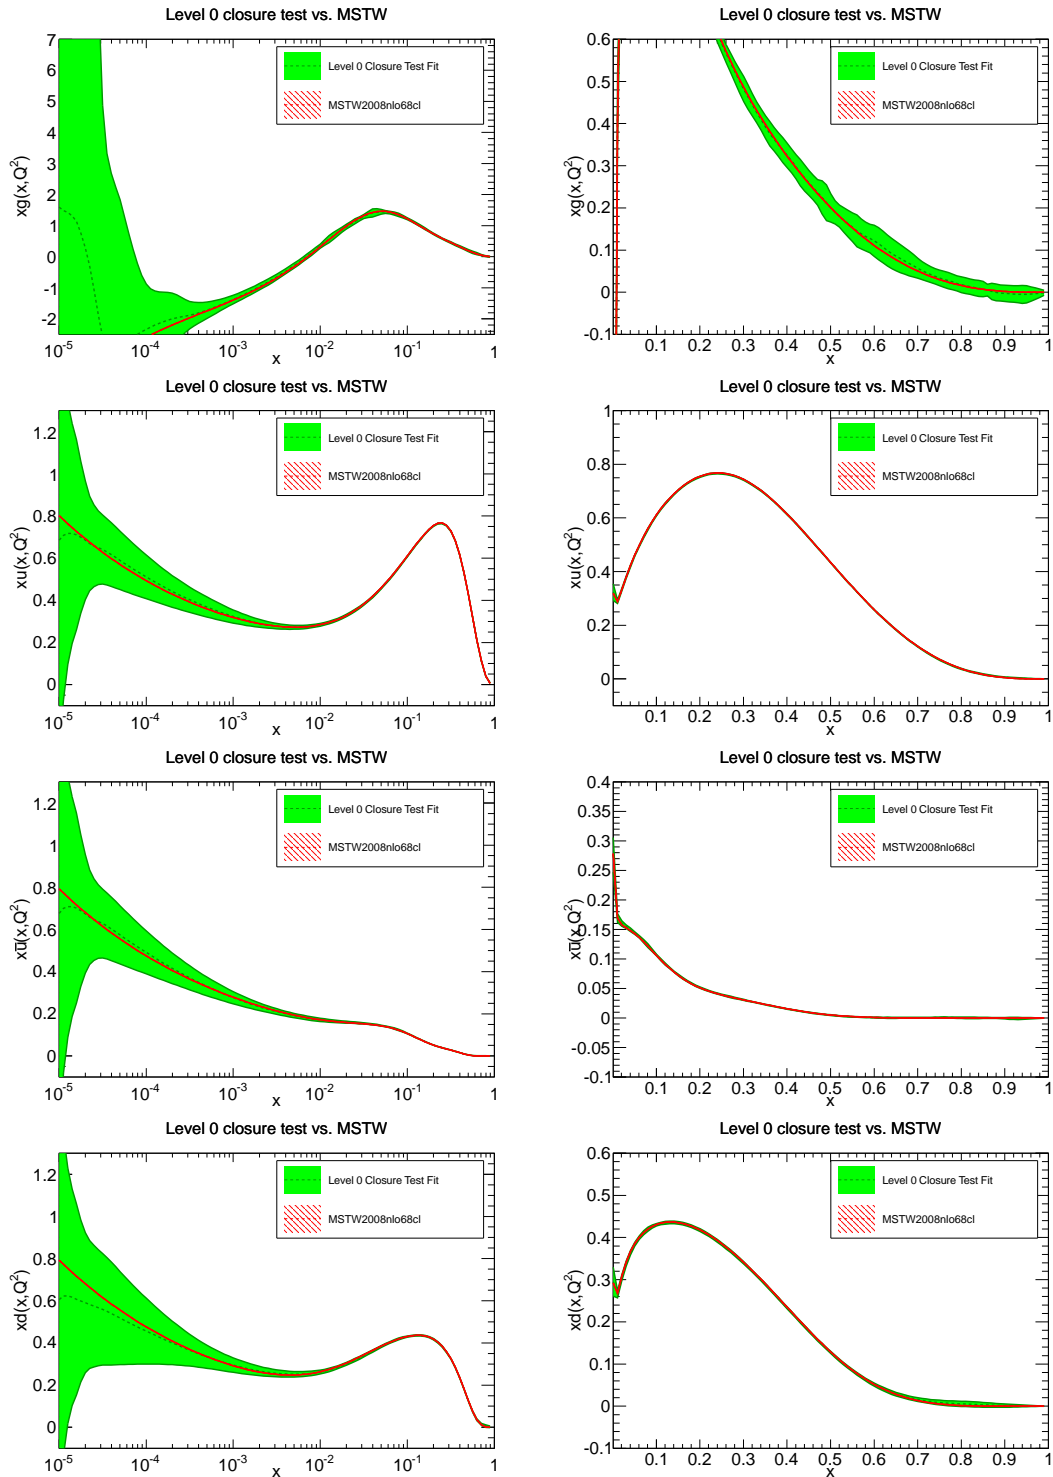 Level 0 closure test vs. MSTW
xg(x,Q²)
7
6
5
4
3
2
1
0
-1
-2
Level 0 Closure Test Fit
MSTW2008nlo68cl
10⁻⁵ 10⁻⁴ 10⁻³ 10⁻² 10⁻¹ 1
x
Level 0 closure test vs. MSTW
xg(x,Q²)
0.6
0.5
0.4
0.3
0.2
0.1
0
-0.1
Level 0 Closure Test Fit
MSTW2008nlo68cl
0.1 0.2 0.3 0.4 0.5 0.6 0.7 0.8 0.9 1
x
Level 0 closure test vs. MSTW
xu(x,Q²)
1.2
1
0.8
0.6
0.4
0.2
0
Level 0 Closure Test Fit
MSTW2008nlo68cl
10⁻⁵ 10⁻⁴ 10⁻³ 10⁻² 10⁻¹ 1
x
Level 0 closure test vs. MSTW
xu(x,Q²)
1
0.8
0.6
0.4
0.2
0
Level 0 Closure Test Fit
MSTW2008nlo68cl
0.1 0.2 0.3 0.4 0.5 0.6 0.7 0.8 0.9 1
x
Level 0 closure test vs. MSTW
xū(x,Q²)
1.2
1
0.8
0.6
0.4
0.2
0
Level 0 Closure Test Fit
MSTW2008nlo68cl
10⁻⁵ 10⁻⁴ 10⁻³ 10⁻² 10⁻¹ 1
x
Level 0 closure test vs. MSTW
xū(x,Q²)
0.4
0.35
0.3
0.25
0.2
0.15
0.1
0.05
0
-0.05
-0.1
Level 0 Closure Test Fit
MSTW2008nlo68cl
0.1 0.2 0.3 0.4 0.5 0.6 0.7 0.8 0.9 1
x
Level 0 closure test vs. MSTW
xd(x,Q²)
1.2
1
0.8
0.6
0.4
0.2
0
Level 0 Closure Test Fit
MSTW2008nlo68cl
10⁻⁵ 10⁻⁴ 10⁻³ 10⁻² 10⁻¹ 1
x
Level 0 closure test vs. MSTW
xd(x,Q²)
0.6
0.5
0.4
0.3
0.2
0.1
0
-0.1
Level 0 Closure Test Fit
MSTW2008nlo68cl
0.1 0.2 0.3 0.4 0.5 0.6 0.7 0.8 0.9 1
x